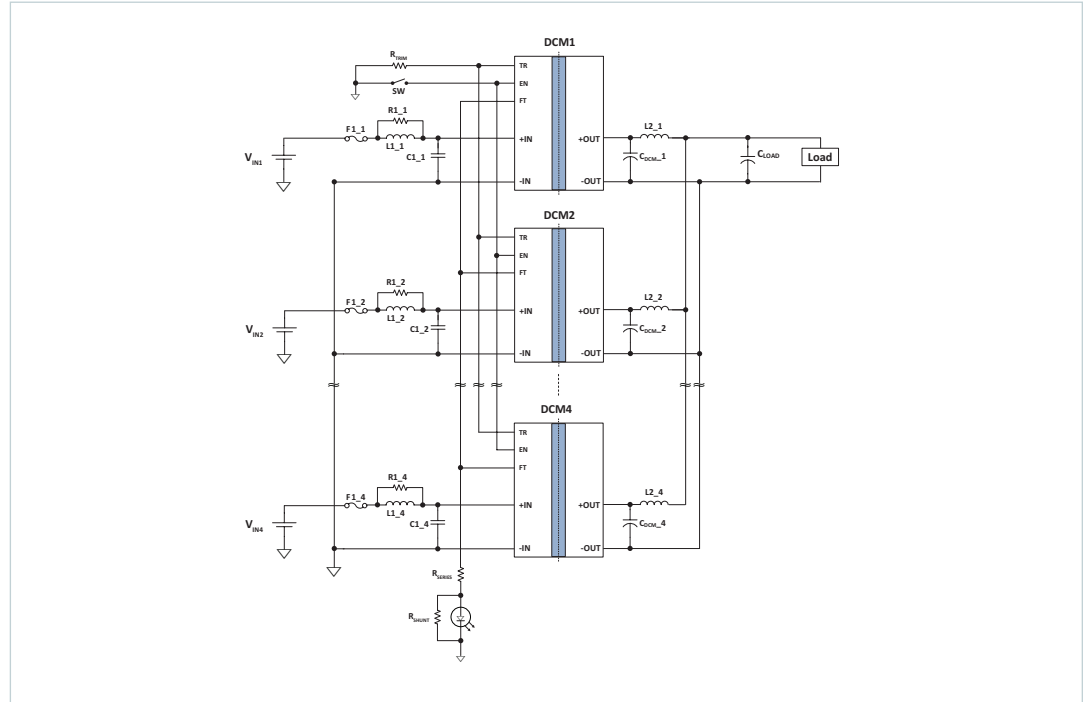 DCM1
R_TRIM
TR
SW
EN
FT
R1_1
F1_1
L1_1
+IN
+OUT
L2_1
V_IN1
C1_1
C_DCM_1
C_LOAD
Load
-IN
-OUT
DCM2
TR
EN
FT
R1_2
F1_2
L1_2
+IN
+OUT
L2_2
V_IN2
C1_2
C_DCM_2
-IN
-OUT
DCM4
TR
EN
FT
R1_4
F1_4
L1_4
+IN
+OUT
L2_4
V_IN4
C1_4
C_DCM_4
-IN
-OUT
R_SERIES
R_SHUNT